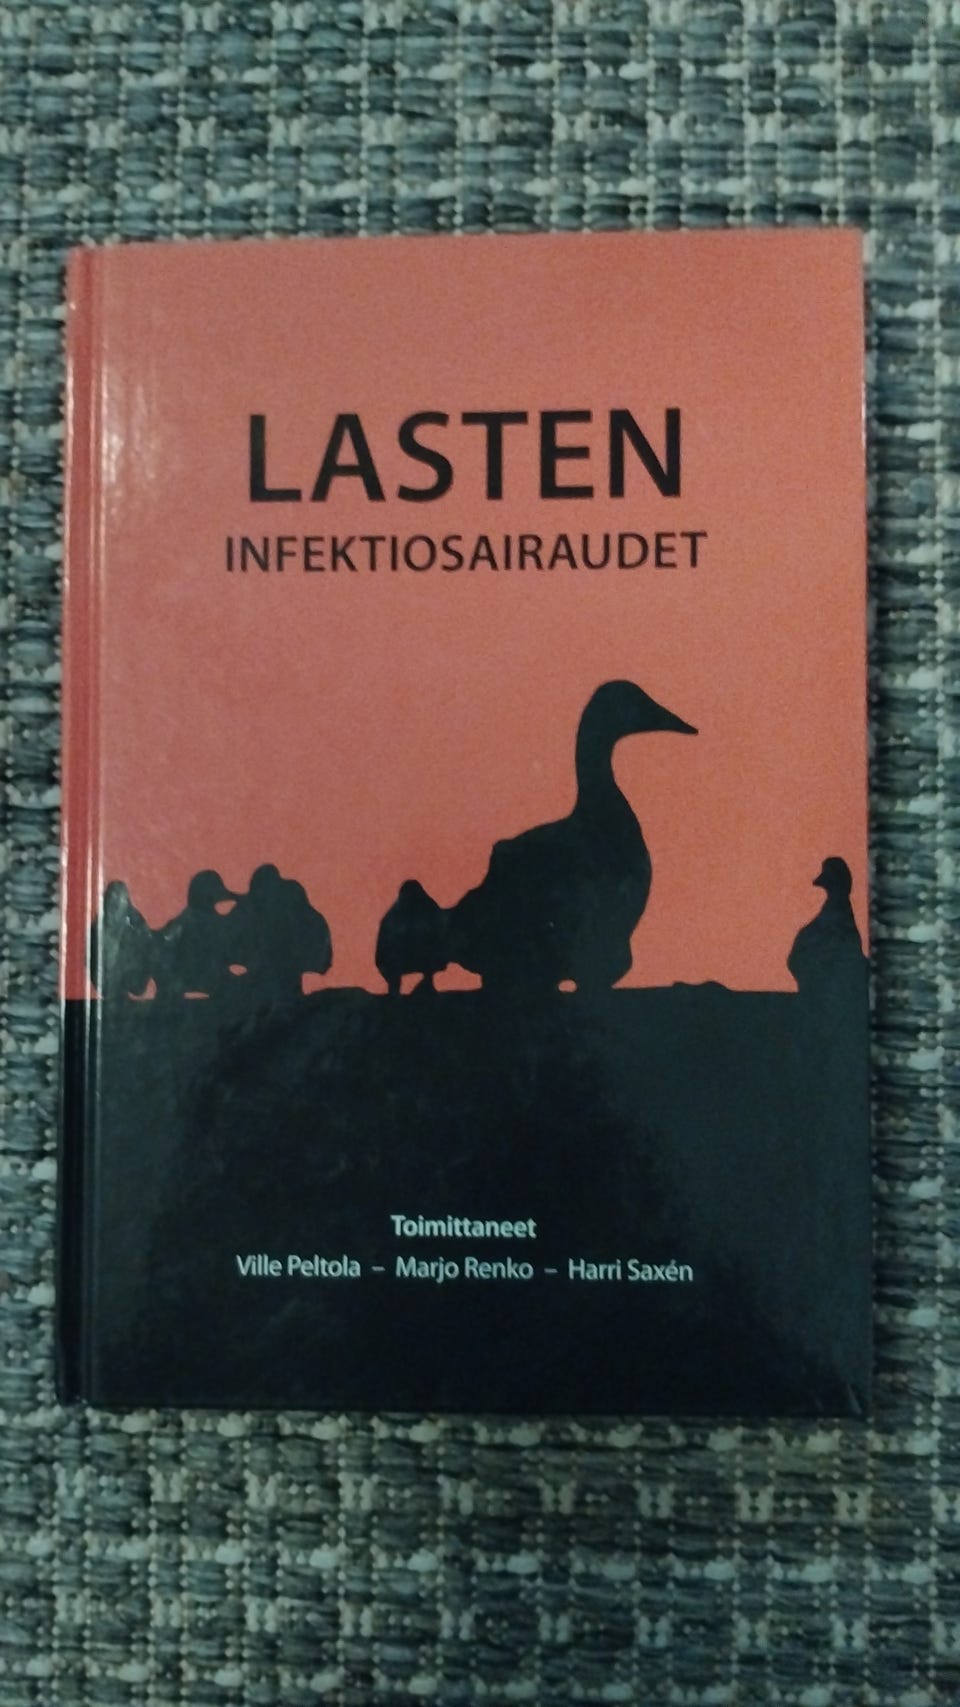 LASTEN
INFEKTIOSAIRAUDET
Toimittaneet
Ville Peltola – Marjo Renko – Harri Saxén